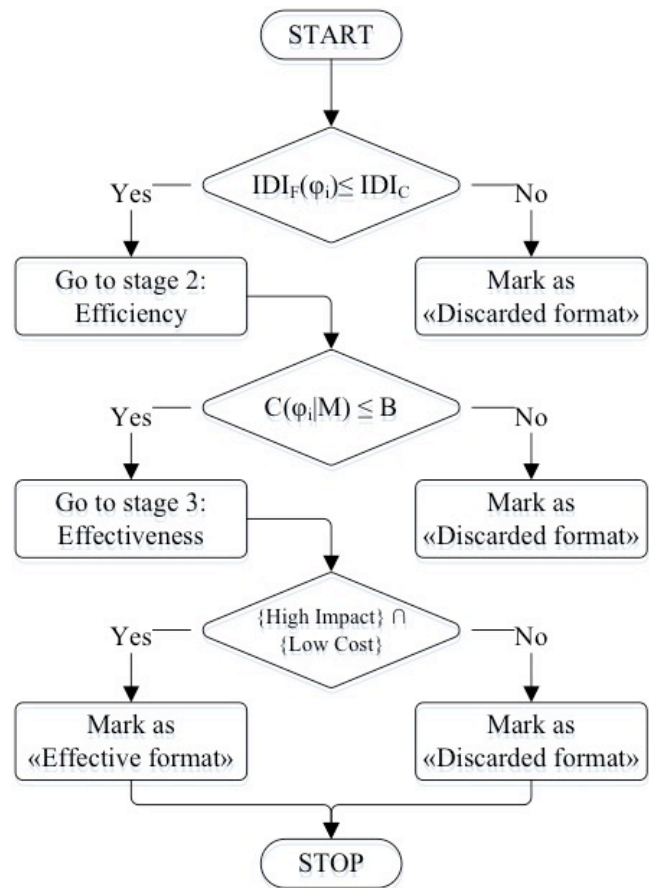 START
IDI_F(φ_i)≤ IDI_C
Yes
No
Go to stage 2:
Efficiency
Mark as
«Discarded format»
C(φ_i|M) ≤ B
Yes
No
Go to stage 3:
Effectiveness
Mark as
«Discarded format»
{High Impact} ∩
{Low Cost}
Yes
No
Mark as
«Effective format»
Mark as
«Discarded format»
STOP